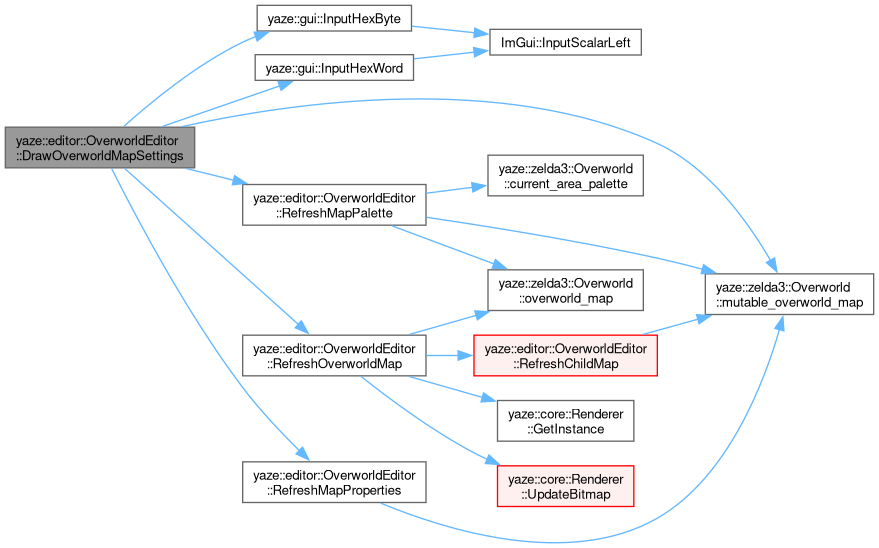 yaze::gui::InputHexByte
ImGui::InputScalarLeft
yaze::gui::InputHexWord
yaze::editor::OverworldEditor
::DrawOverworldMapSettings
yaze::zelda3::Overworld
::current_area_palette
yaze::editor::OverworldEditor
::RefreshMapPalette
yaze::zelda3::Overworld
::overworld_map
yaze::zelda3::Overworld
::mutable_overworld_map
yaze::editor::OverworldEditor
::RefreshOverworldMap
yaze::editor::OverworldEditor
::RefreshChildMap
yaze::core::Renderer
::GetInstance
yaze::editor::OverworldEditor
::RefreshMapProperties
yaze::core::Renderer
::UpdateBitmap